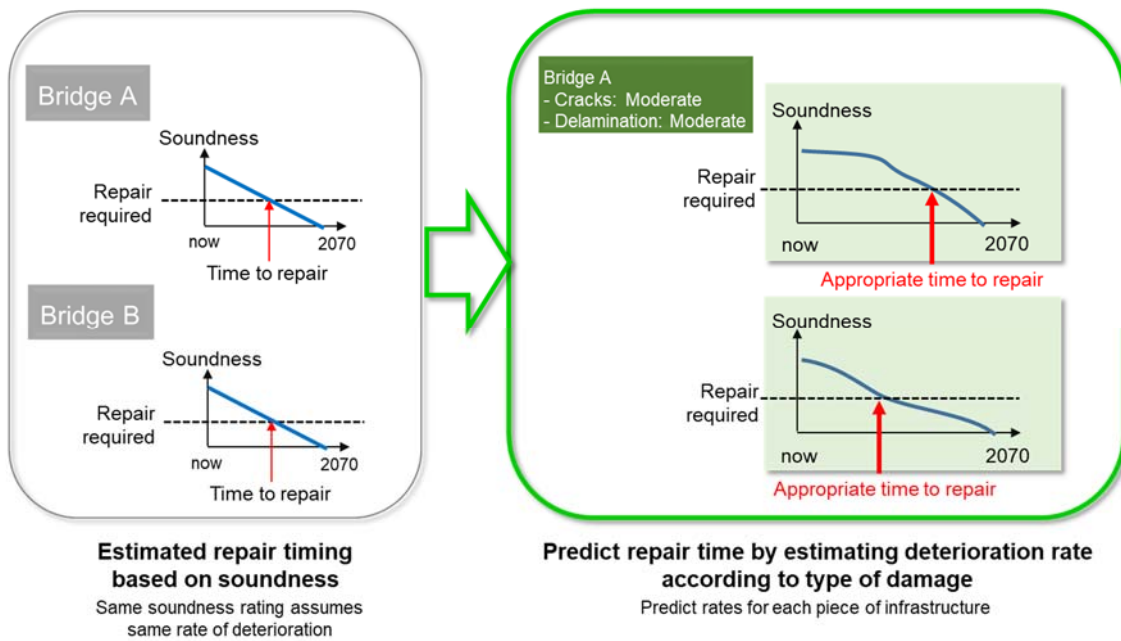 Bridge A
Soundness
Repair
required
now
2070
Time to repair
Bridge B
Soundness
Repair
required
now
2070
Time to repair
Estimated repair timing
based on soundness
Same soundness rating assumes
same rate of deterioration
Bridge A
- Cracks: Moderate
- Delamination: Moderate
Soundness
Repair
required
now
2070
Appropriate time to repair
Soundness
Repair
required
now
2070
Appropriate time to repair
Predict repair time by estimating deterioration rate
according to type of damage
Predict rates for each piece of infrastructure